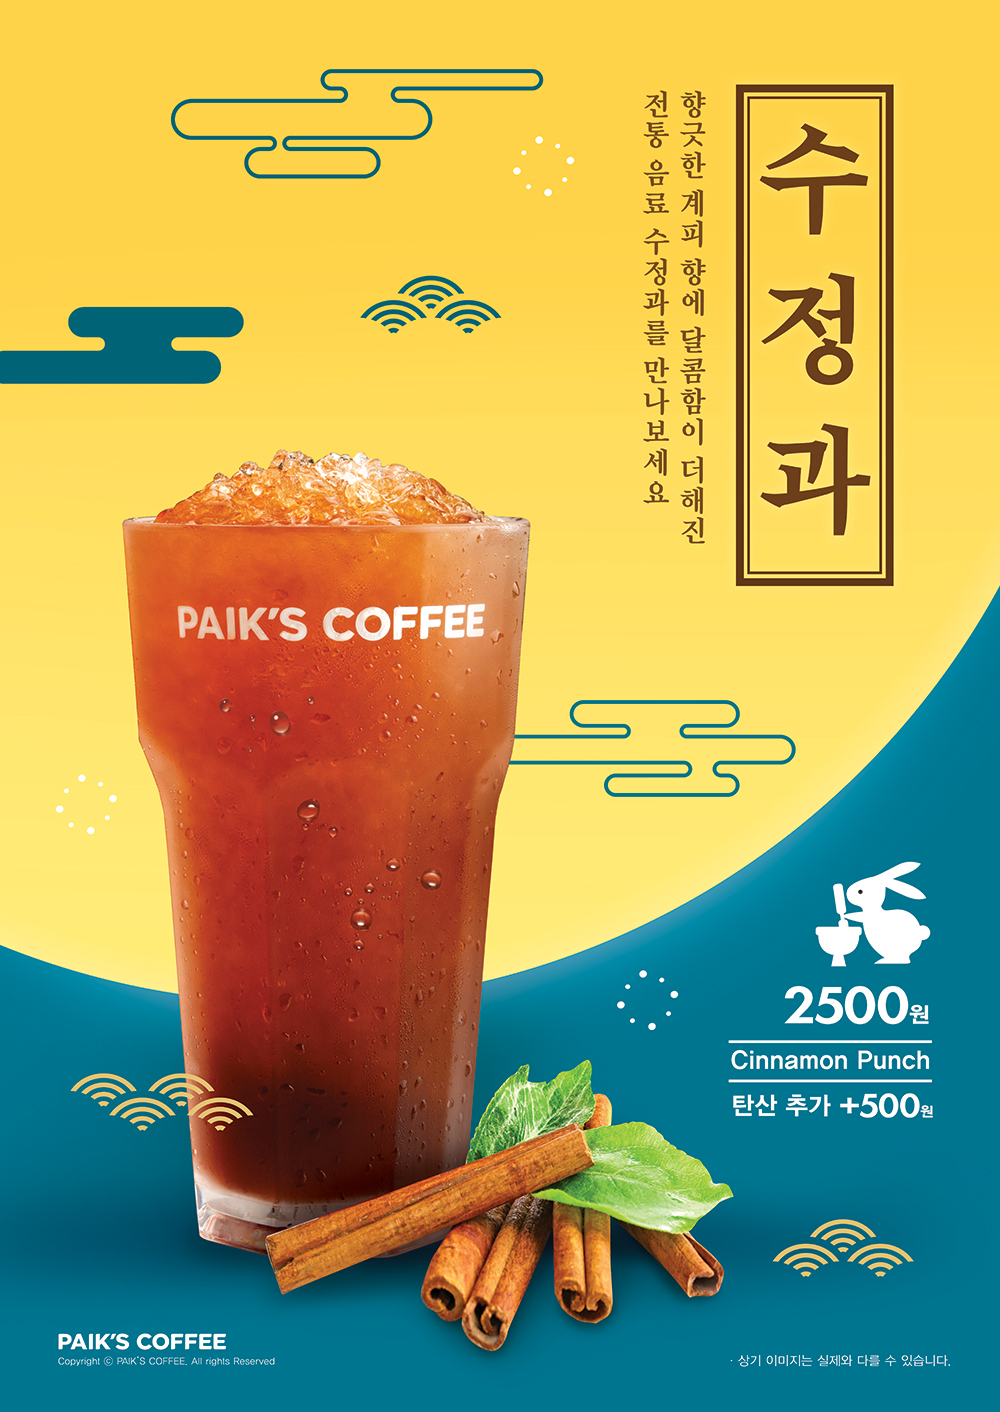 수정과
향긋한 계피 향에 달콤함이 더해진
전통 음료 수정과를 만나보세요
PAIK'S COFFEE
2500원
Cinnamon Punch
탄산 추가 +500원
PAIK'S COFFEE
Copyright ⓒ PAIK'S COFFEE. All rights Reserved
· 상기 이미지는 실제와 다를 수 있습니다.